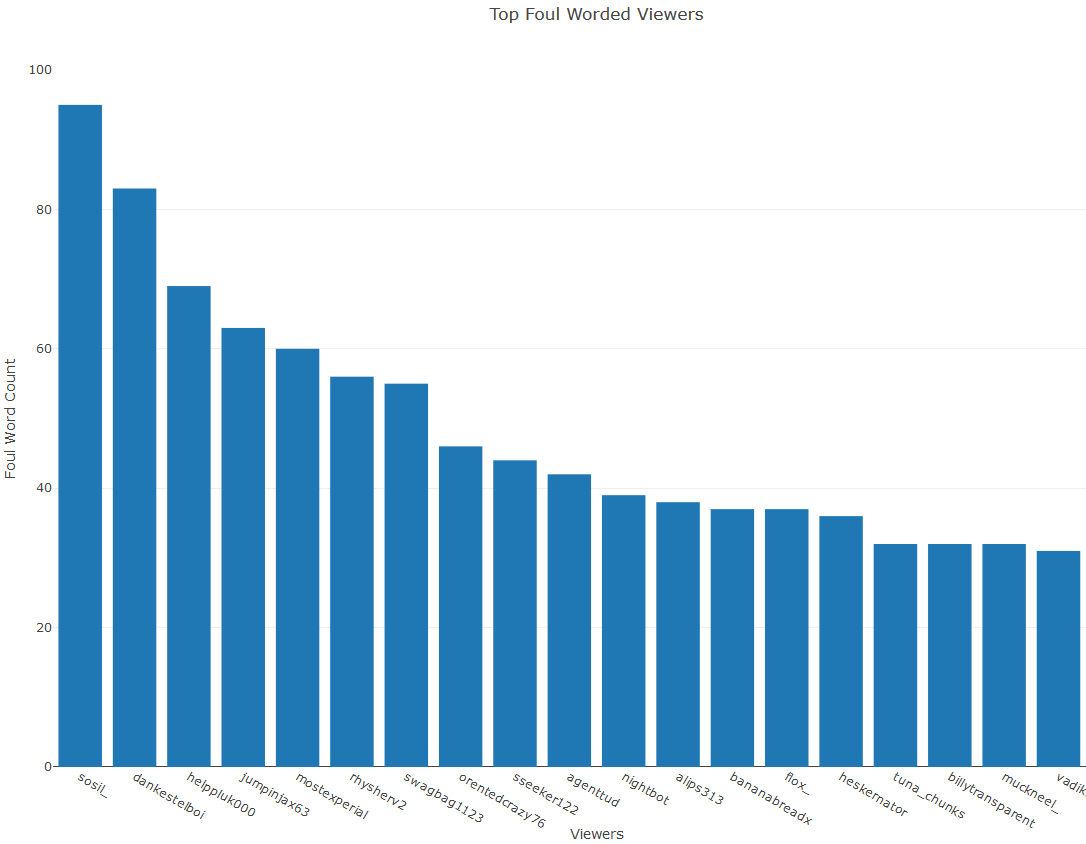 Top Foul Worded Viewers
100
80
60
40
20
0
Foul Word Count
sosil_
dankestelboi
helppluk000
jumpinjax63
mostexperial
rhysherv2
swagbag1123
orentedcrazy76
sseeker122
agenttud
nightbot
alips313
bananabreadx
flox_
heskernator
tuna_chunks
billytransparent
muckneel_
vadik
Viewers